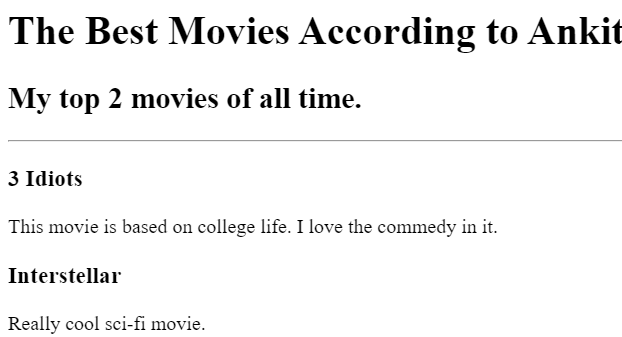 The Best Movies According to Ankit
My top 2 movies of all time.
3 Idiots
This movie is based on college life. I love the commedy in it.
Interstellar
Really cool sci-fi movie.